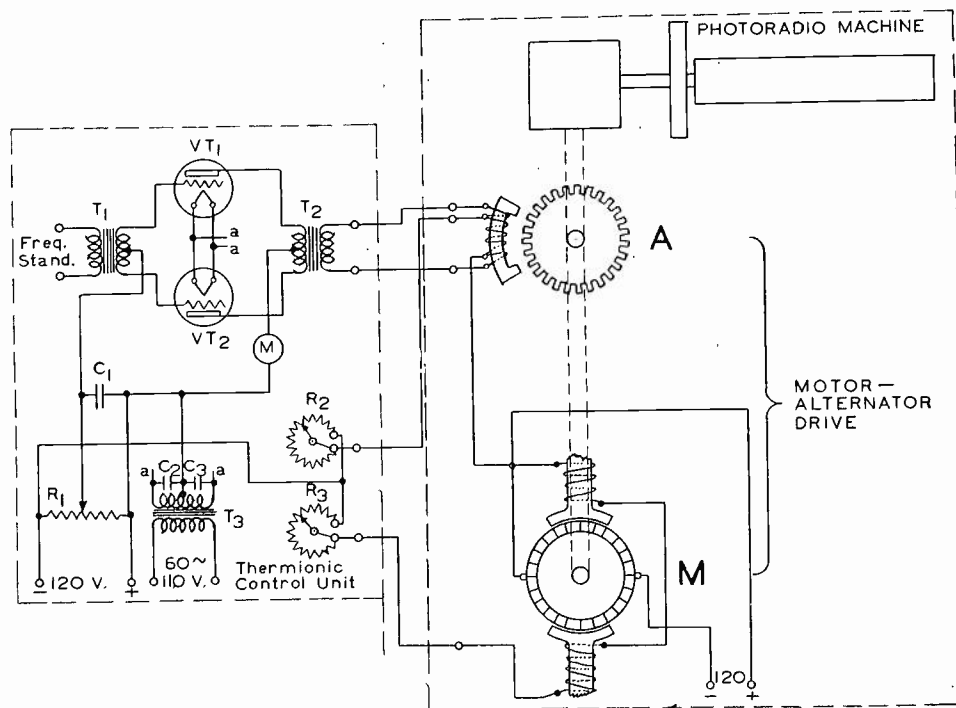 PHOTORADIO MACHINE
VT1
T1
T2
a
a
Freq.
Stand.
VT2
A
M
C1
MOTOR—
ALTERNATOR
DRIVE
R2
a C2 C3 a
R1
R3
T3
M
60~
- 120 V. +
110 V.
Thermionic
Control Unit
120
- +